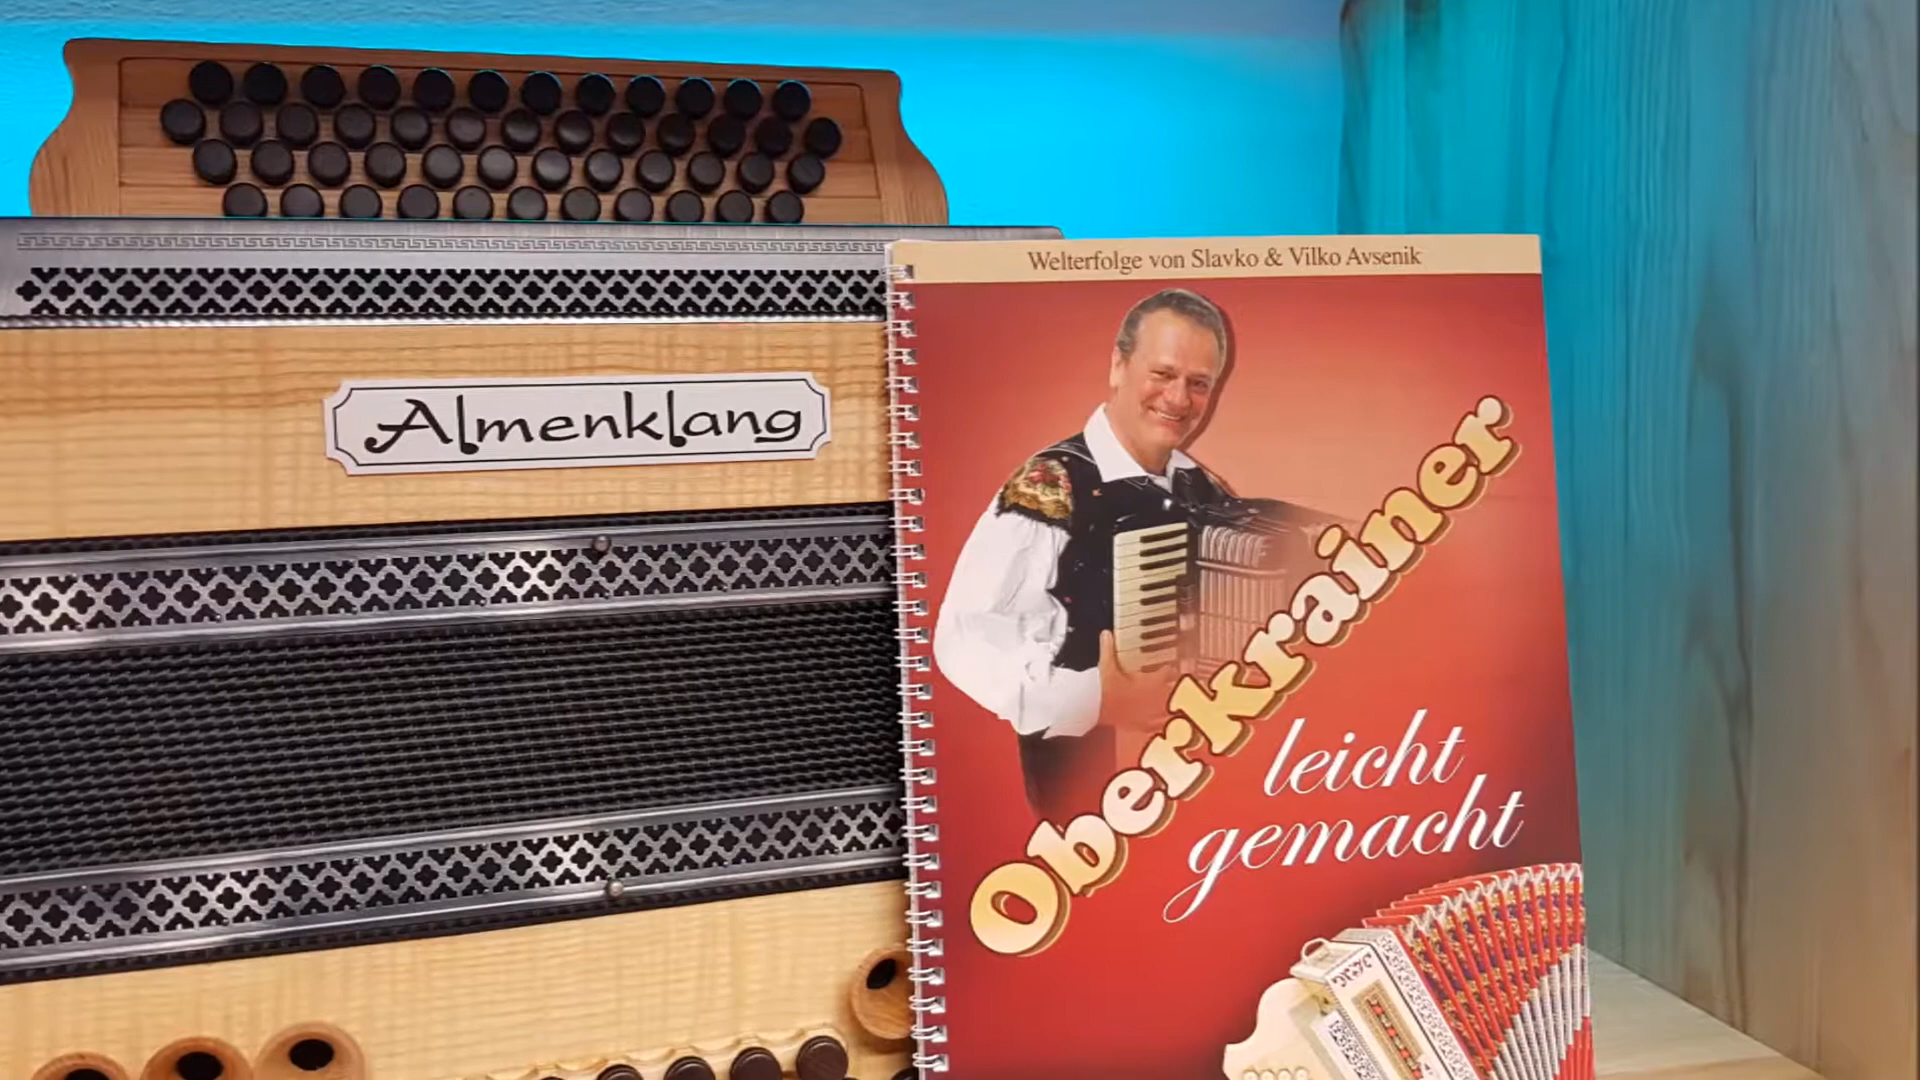 Almenklang
Welterfolge von Slavko & Vilko Avsenik
Oberkrainer
leicht
gemacht